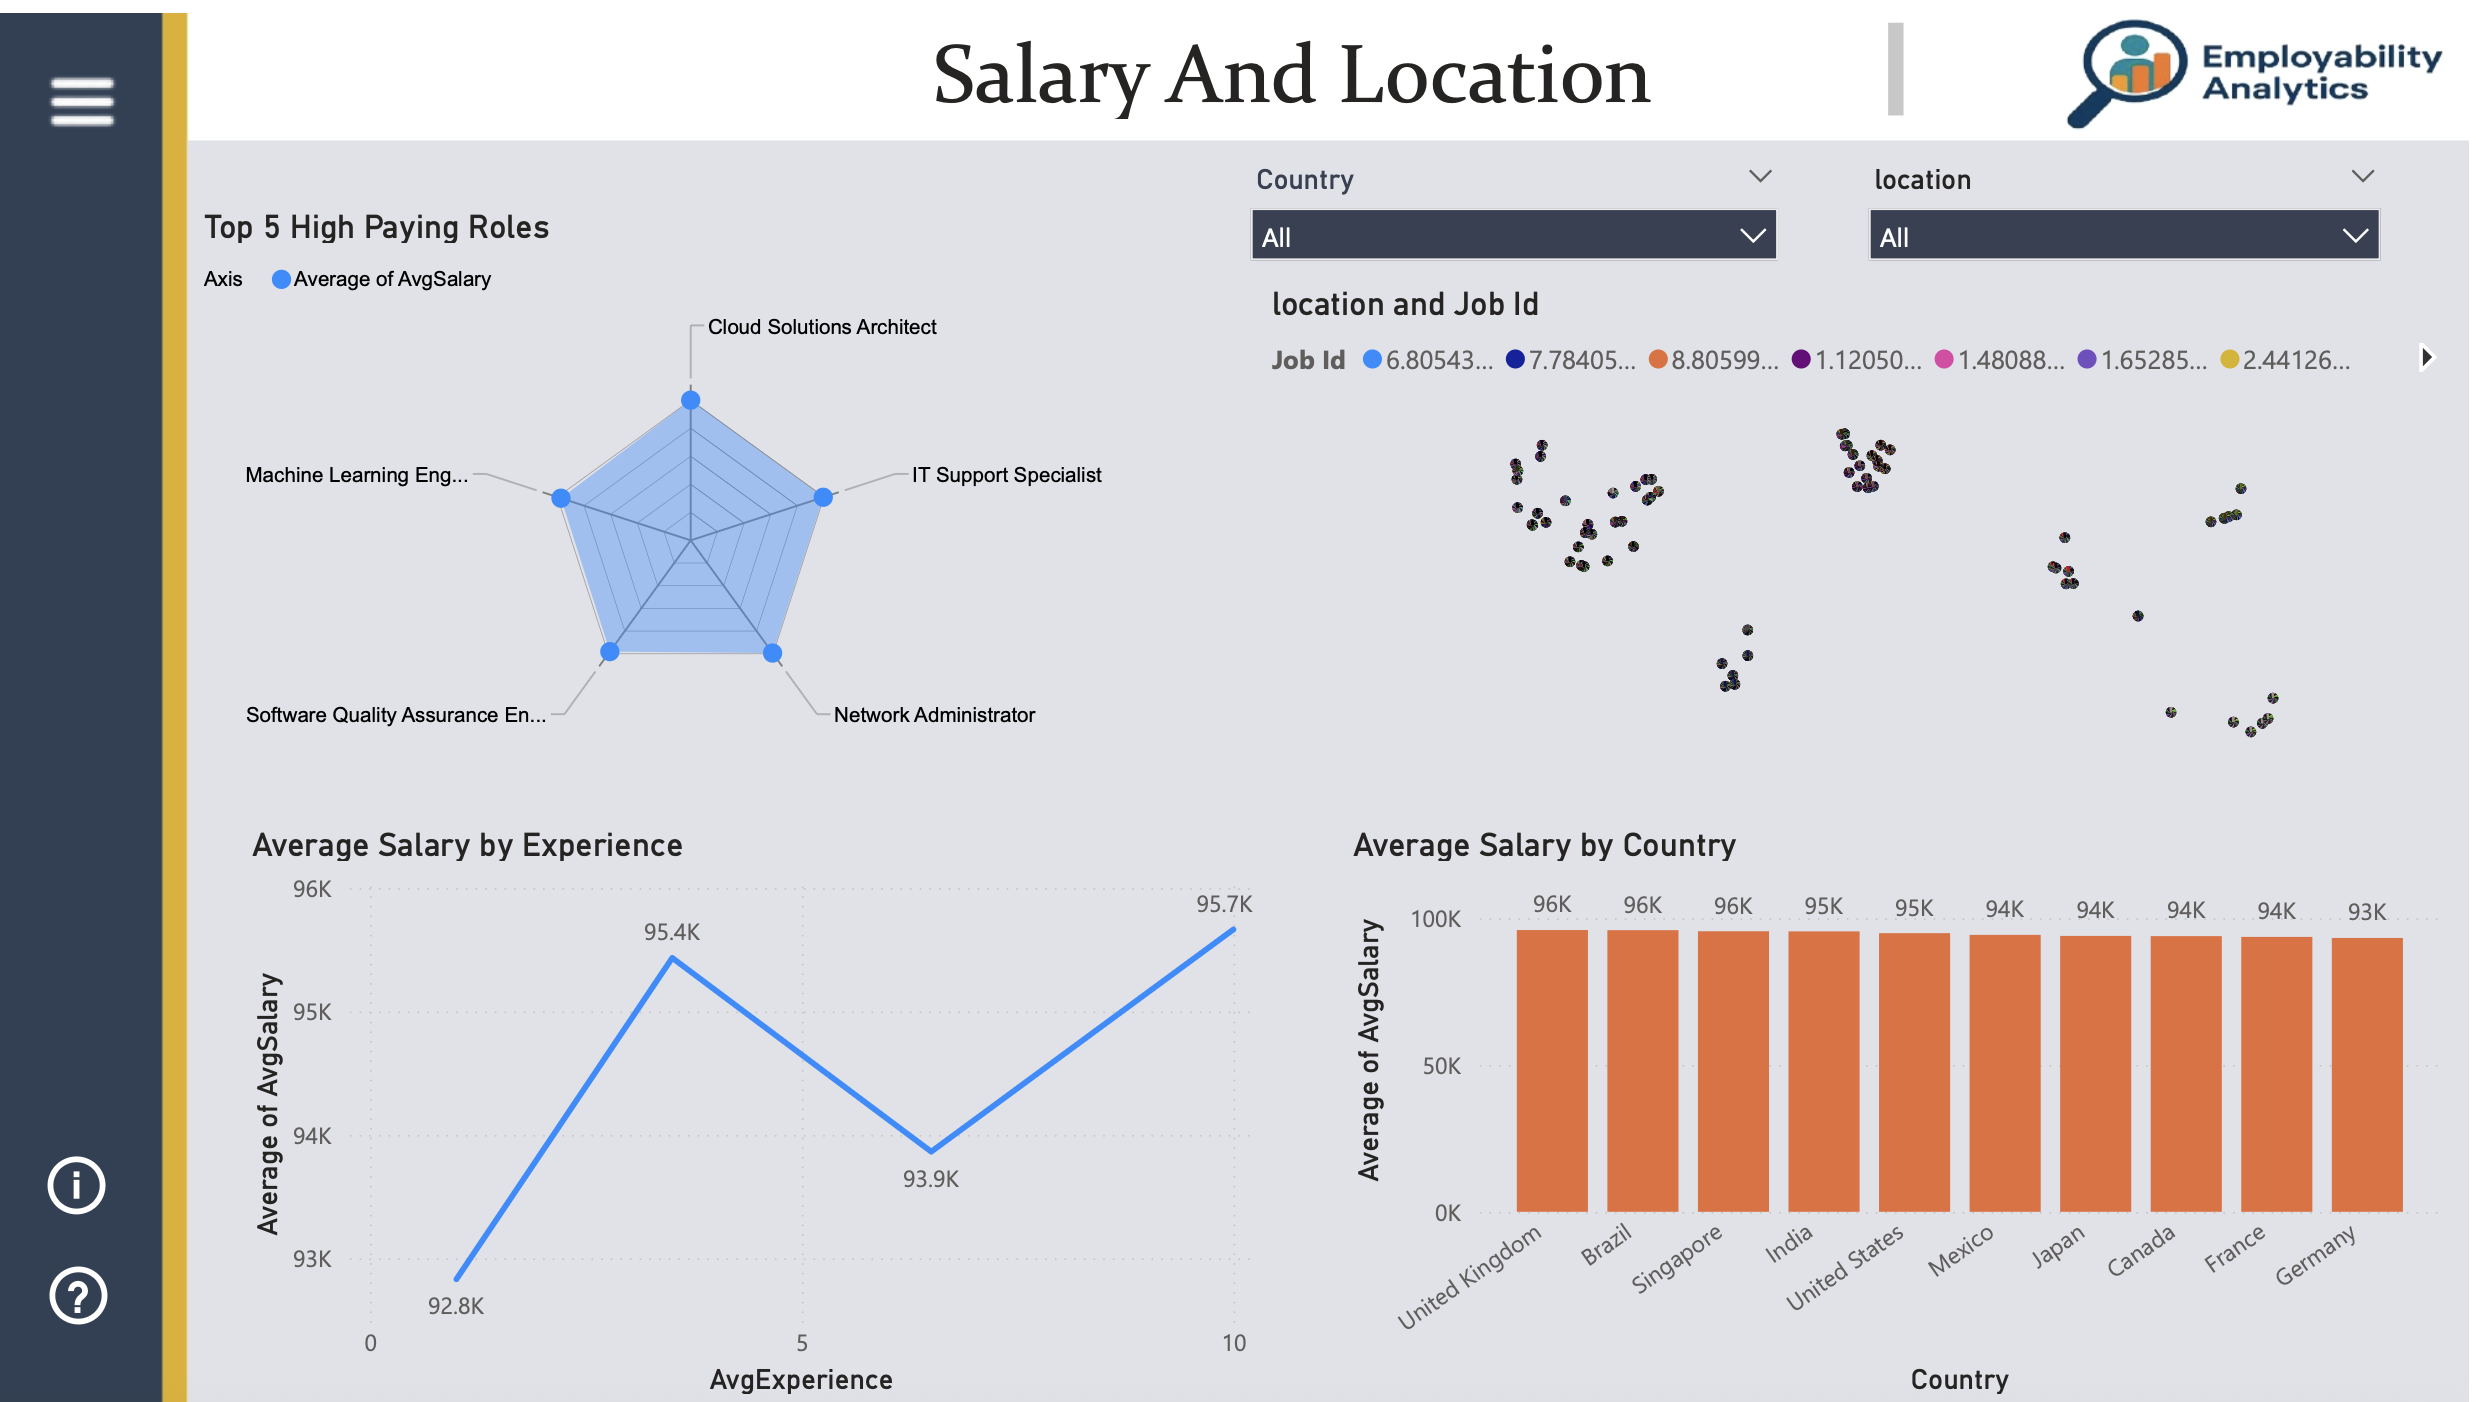 Salary And Location
Employability
Analytics
Country
location
All
All
Top 5 High Paying Roles
Axis
Average of AvgSalary
Cloud Solutions Architect
Machine Learning Eng...
IT Support Specialist
Software Quality Assurance En...
Network Administrator
location and Job Id
Job Id 6.80543... 7.78405... 8.80599... 1.12050... 1.48088... 1.65285... 2.44126...
Average Salary by Experience
Average of AvgSalary
96K
95K
94K
93K
92.8K
95.4K
93.9K
95.7K
0 5 10
AvgExperience
Average Salary by Country
Average of AvgSalary
100K
50K
0K
96K 96K 96K 95K 95K 94K 94K 94K 94K 93K
United Kingdom
Brazil
Singapore
India
United States
Mexico
Japan
Canada
France
Germany
Country
i
?